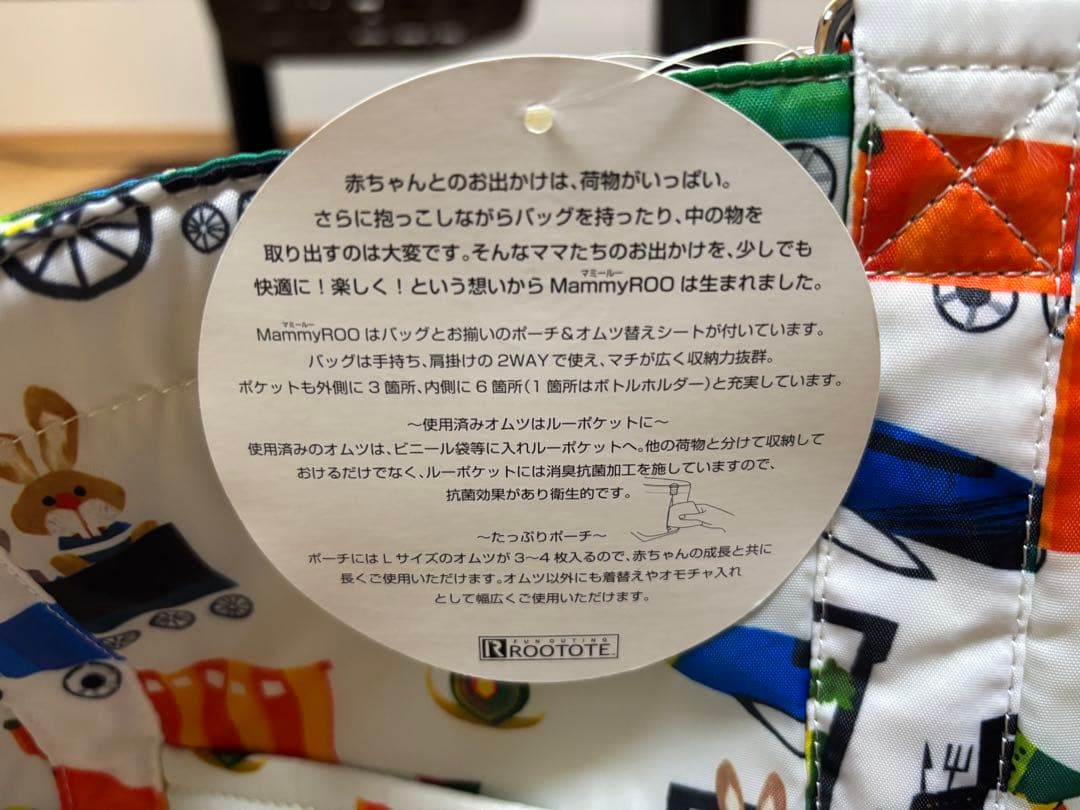 赤ちゃんとのお出かけは、荷物がいっぱい。
さらに抱っこしながらバッグを持ったり、中の物を
取り出すのは大変です。そんなママたちのお出かけを、少しでも
マミールー
快適に！楽しく！という想いから MammyROO は生まれました。
マミールー
MammyROO はバッグとお揃いのポーチ＆オムツ替えシートが付いています。
バッグは手持ち、肩掛けの 2WAYで使え、マチが広く収納力抜群。
ポケットも外側に 3 箇所、内側に 6 箇所（1 箇所はボトルホルダー）と充実しています。
～使用済みオムツはルーポケットに～
使用済みのオムツは、ビニール袋等に入れルーポケットへ。他の荷物と分けて収納して
おけるだけでなく、ルーポケットには消臭抗菌加工を施していますので、
抗菌効果があり衛生的です。
～たっぷりポーチ～
ポーチには L サイズのオムツが 3～4 枚入るので、赤ちゃんの成長と共に
長くご使用いただけます。オムツ以外にも着替えやオモチャ入れ
として幅広くご使用いただけます。
FUN OUTING
ROOTOTE